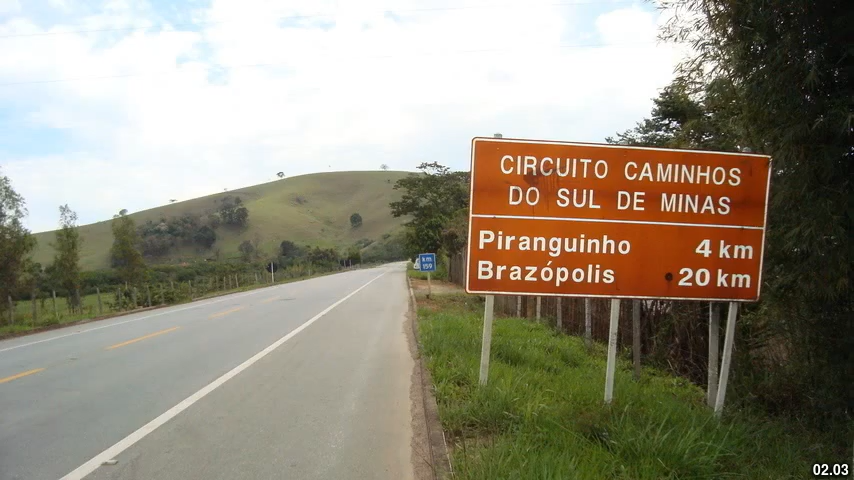 CIRCUITO CAMINHOS
DO SUL DE MINAS
Piranguinho 4 km
Brazópolis 20 km
km
159
02.03